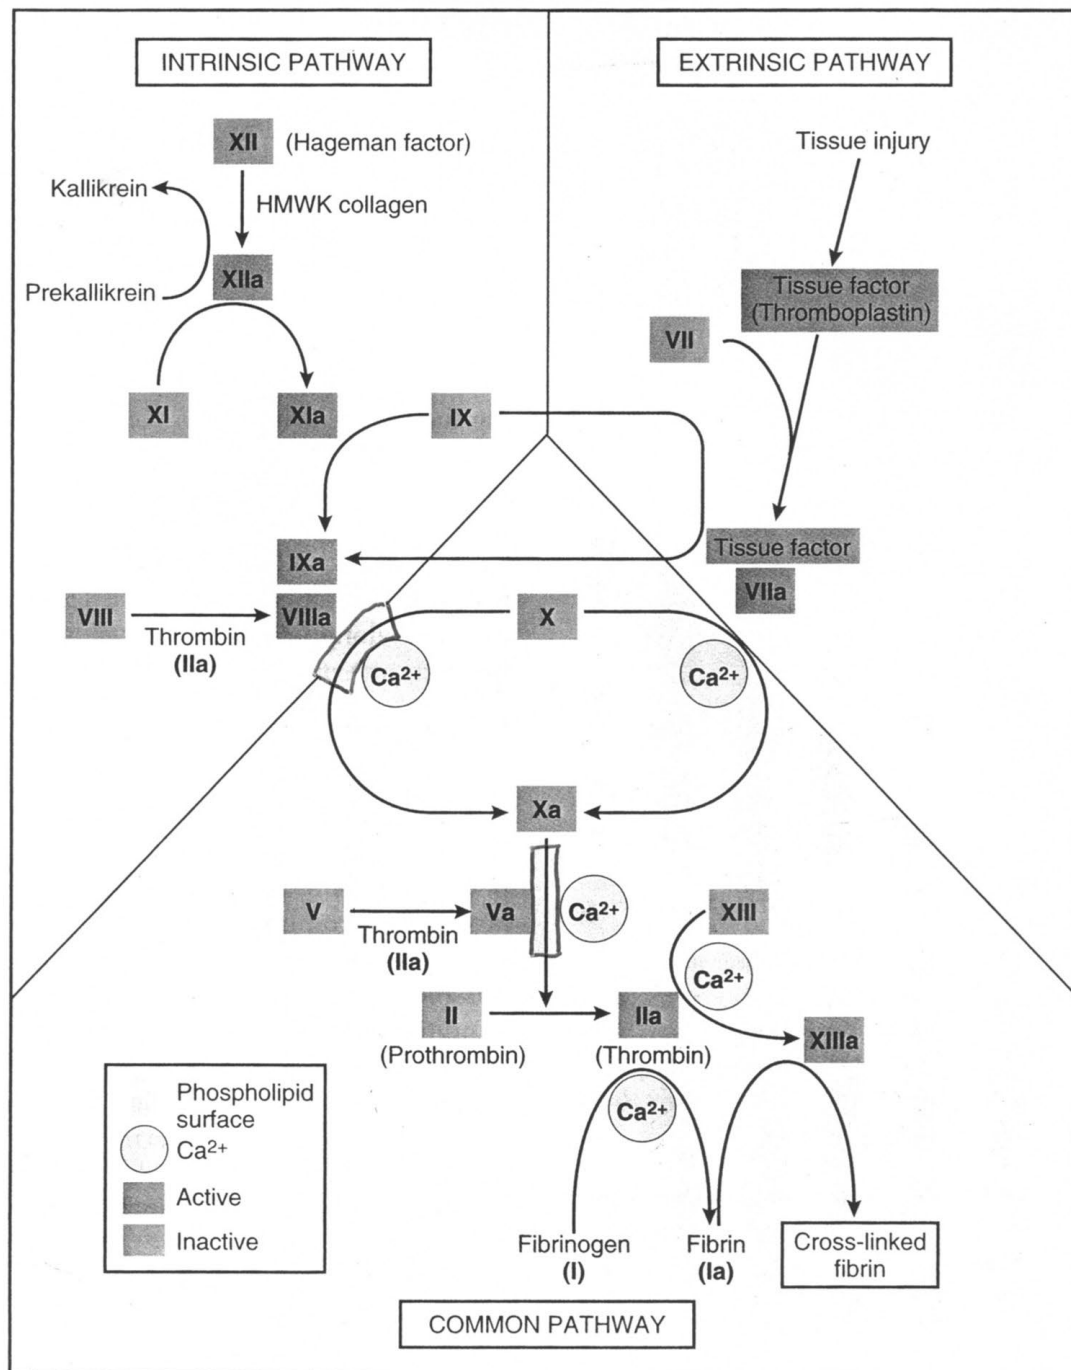 INTRINSIC PATHWAY
EXTRINSIC PATHWAY
XII (Hageman factor)
Tissue injury
Kallikrein
HMWK collagen
XIIa
Prekallikrein
Tissue factor
(Thromboplastin)
VII
XI
XIa
IX
IXa
Tissue factor
VIIa
VIII
Thrombin
(IIa)
VIIIa
X
Ca2+
Ca2+
Xa
V
Thrombin
(IIa)
Va
Ca2+
XIII
Ca2+
II
(Prothrombin)
IIa
(Thrombin)
XIIIa
Ca2+
Phospholipid
surface
Ca2+
Active
Inactive
Fibrinogen
(I)
Fibrin
(Ia)
Cross-linked
fibrin
COMMON PATHWAY